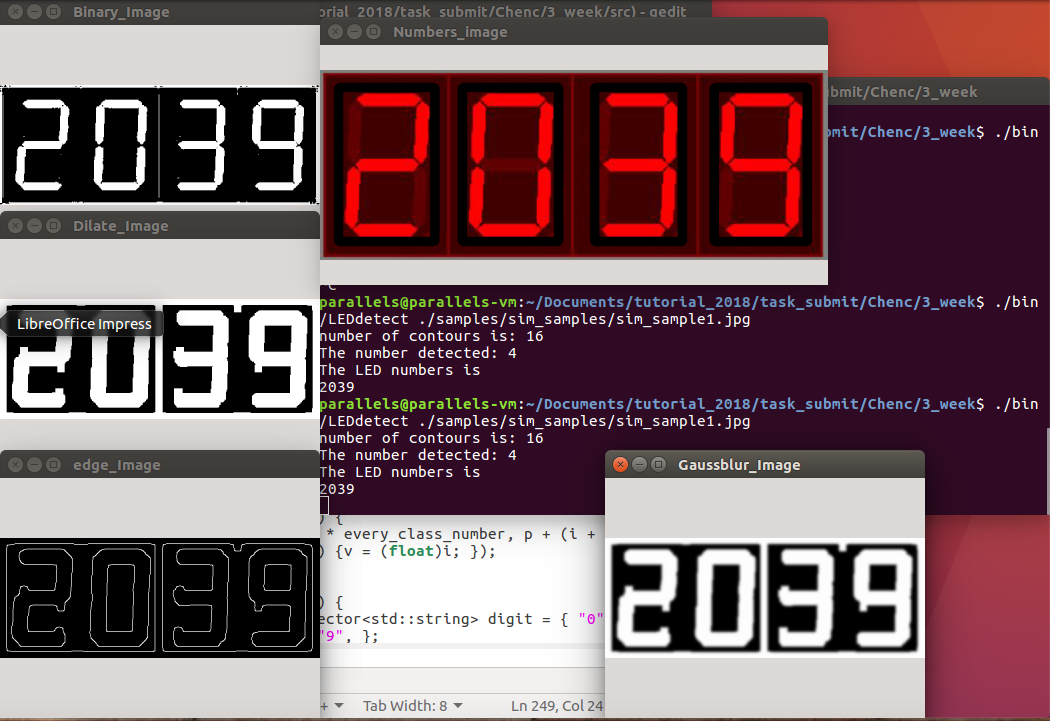 Binary_Image
orial_2018/task_submit/Chenc/3_week/src) - gedit
Numbers_image
2039
2039
ubmit/Chenc/3_week
bmit/Chenc/3_week$ ./bin
Dilate_Image
LibreOffice Impress
2039
^C
parallels@parallels-vm:~/Documents/tutorial_2018/task_submit/Chenc/3_week$ ./bin
/LEDdetect ./samples/sim_samples/sim_sample1.jpg
number of contours is: 16
The number detected: 4
The LED numbers is
2039
parallels@parallels-vm:~/Documents/tutorial_2018/task_submit/Chenc/3_week$ ./bin
/LEDdetect ./samples/sim_samples/sim_sample1.jpg
number of contours is: 16
The number detected: 4
The LED numbers is
2039
edge_Image
2039
Gaussblur_Image
2039
) {
* every_class_number, p + (i +
) {v = (float)i; });
) {
ector<std::string> digit = { "0"
"9", };
+ Tab Width: 8 Ln 249, Col 24